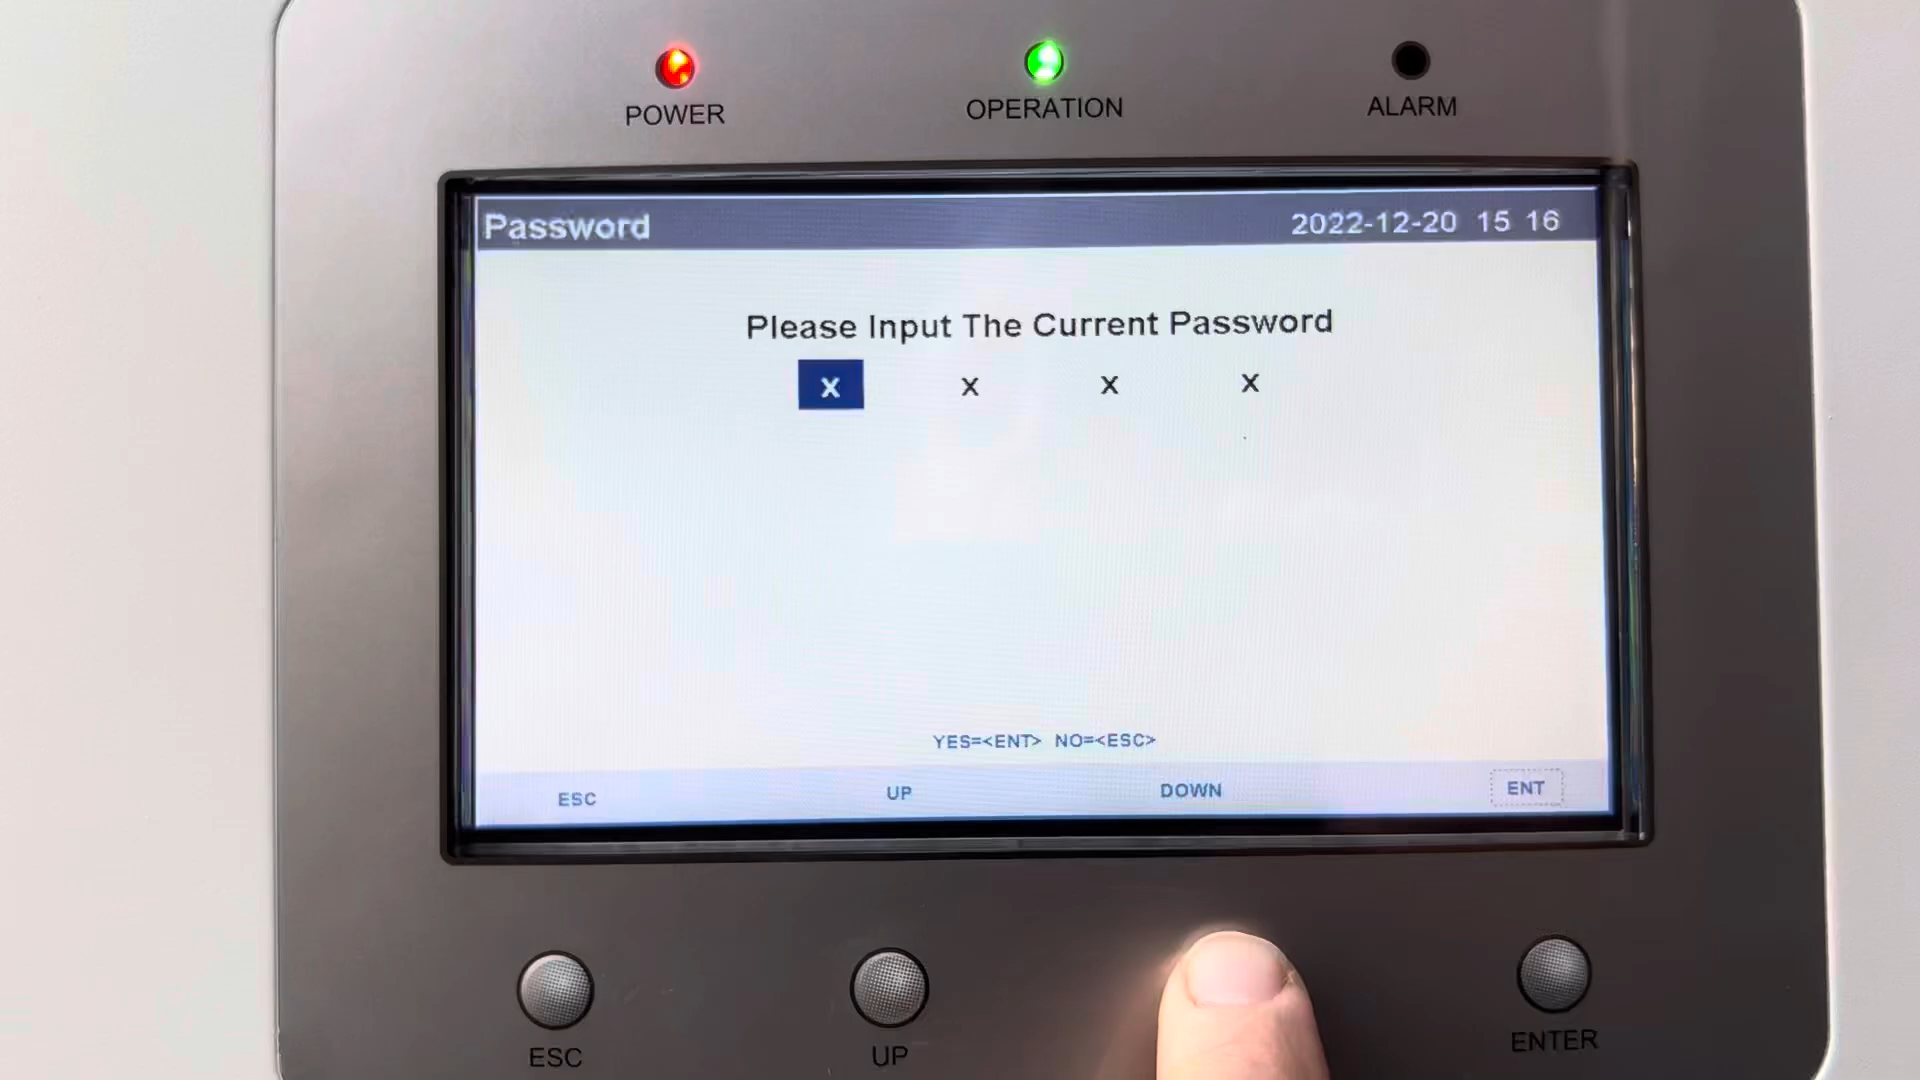 POWER OPERATION ALARM
Password 2022-12-20 15 16
Please Input The Current Password
X X X X
YES=<ENT> NO=<ESC>
ESC UP DOWN ENT
ESC UP ENTER